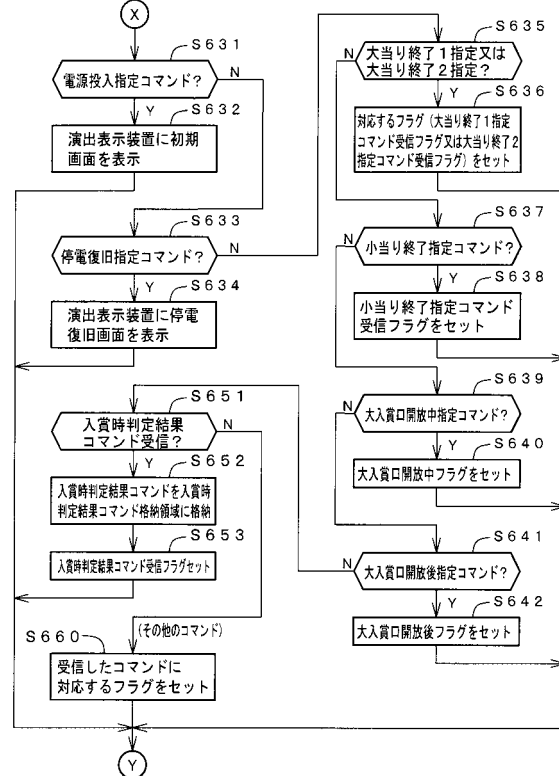 X
S631
電源投入指定コマンド?
N
Y
S632
演出表示装置に初期
画面を表示
S633
停電復旧指定コマンド?
N
Y
S634
演出表示装置に停電
復旧画面を表示
S635
N
大当り終了1指定又は
大当り終了2指定?
Y
S636
対応するフラグ(大当り終了1指定
コマンド受信フラグ又は大当り終了2
指定コマンド受信フラグ)をセット
S637
N
小当り終了指定コマンド?
Y
S638
小当り終了指定コマンド
受信フラグをセット
S639
N
大入賞口開放中指定コマンド?
Y
S640
大入賞口開放中フラグをセット
S641
N
大入賞口開放後指定コマンド?
Y
S642
大入賞口開放後フラグをセット
S651
入賞時判定結果
コマンド受信?
N
Y
S652
入賞時判定結果コマンドを入賞時
判定結果コマンド格納領域に格納
S653
入賞時判定結果コマンド受信フラグセット
(その他のコマンド)
S660
受信したコマンドに
対応するフラグをセット
Y